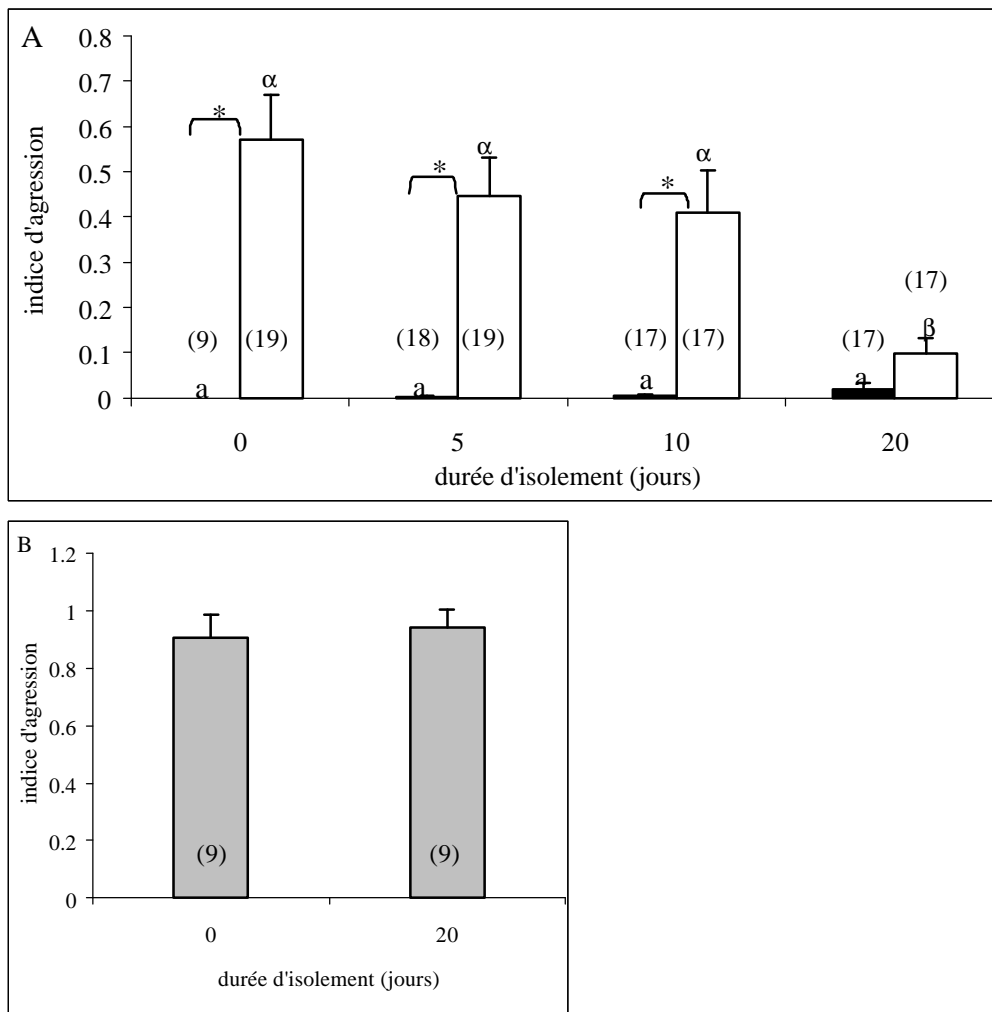 A
indice d'agression
0.8
0.7
0.6
0.5
0.4
0.3
0.2
0.1
0
* α
* α
* α
(17)
(9) (19) (18) (19) (17) (17) (17)
β
a a a a
0 5 10 20
durée d'isolement (jours)
B
indice d'agression
1.2
1
0.8
0.6
0.4
0.2
0
(9) (9)
0 20
durée d'isolement (jours)